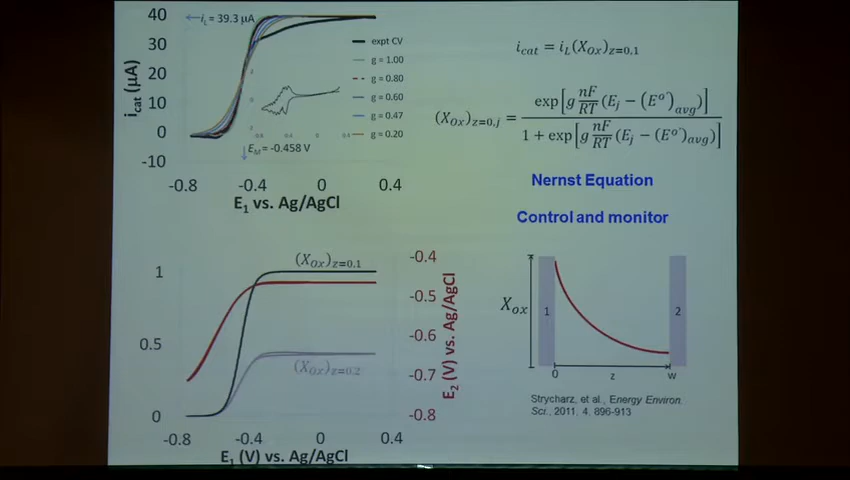 40
30
20
10
0
-10
i_cat (µA)
i_L = 39.3 µA
expt CV
g = 1.00
g = 0.80
g = 0.60
g = 0.47
g = 0.20
E_M = -0.458 V
-0.8 -0.4 0 0.4
E₁ vs. Ag/AgCl
i_cat = i_L(X_Ox)_z=0,1
(X_Ox)_z=0,j = exp[g nF/RT (E_j − (E°')_avg)] / 1 + exp[g nF/RT (E_j − (E°')_avg)]
Nernst Equation
Control and monitor
1
0.5
0
(X_Ox)_z=0.1
(X_Ox)_z=0.2
-0.4
-0.5
-0.6
-0.7
-0.8
E₂ (V) vs. Ag/AgCl
-0.8 -0.4 0 0.4
E₁ (V) vs. Ag/AgCl
X_ox
1
2
0 z w
Strycharz, et al., Energy Environ.
Sci., 2011, 4, 896-913